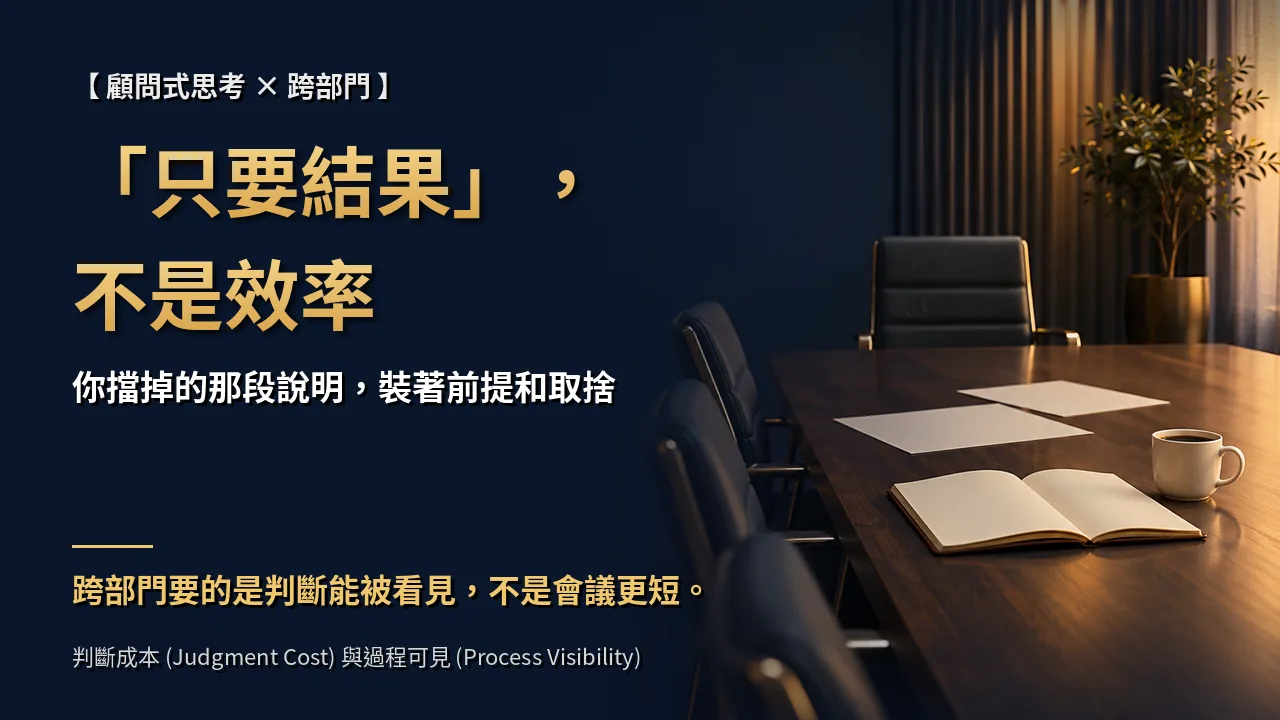 【顧問式思考 × 跨部門】
「只要結果」，
不是效率
你擋掉的那段說明，裝著前提和取捨
跨部門要的是判斷能被看見，不是會議更短。
判斷成本 (Judgment Cost) 與過程可見 (Process Visibility)